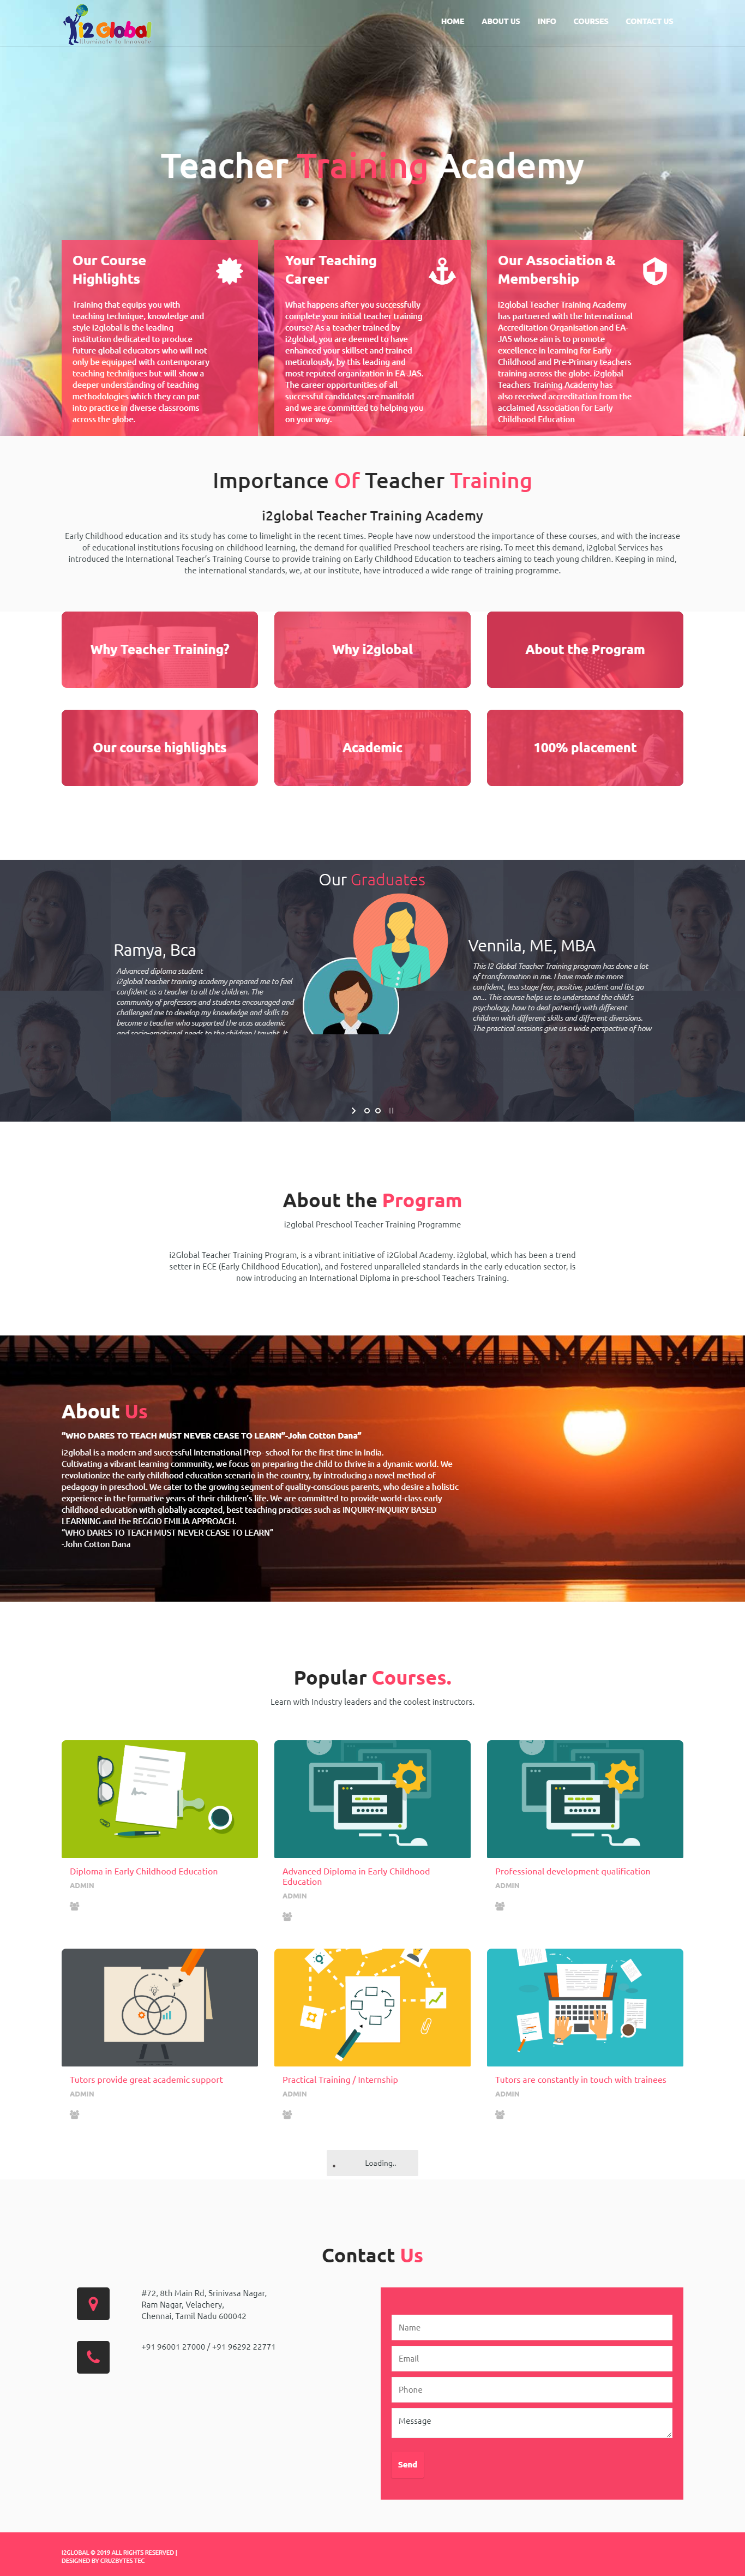 i2 Global
Illuminate to Innovate
HOME
ABOUT US
INFO
COURSES
CONTACT US
Teacher Training Academy
Our Course
Highlights
Training that equips you with
teaching technique, knowledge and
style i2global is the leading
institution dedicated to produce
future global educators who will not
only be equipped with contemporary
teaching techniques but will show a
deeper understanding of teaching
methodologies which they can put
into practice in diverse classrooms
across the globe.
Your Teaching
Career
What happens after you successfully
complete your initial teacher training
course? As a teacher trained by
i2global, you are deemed to have
enhanced your skillset and trained
meticulously, by this leading and
most reputed organization in EA-JAS.
The career opportunities of all
successful candidates are manifold
and we are committed to helping you
on your way.
Our Association &
Membership
i2global Teacher Training Academy
has partnered with the International
Accreditation Organisation and EA-
JAS whose aim is to promote
excellence in learning for Early
Childhood and Pre-Primary teachers
training across the globe. i2global
Teachers Training Academy has
also received accreditation from the
acclaimed Association for Early
Childhood Education
Importance Of Teacher Training
i2global Teacher Training Academy
Early Childhood education and its study has come to limelight in the recent times. People have now understood the importance of these courses, and with the increase
of educational institutions focusing on childhood learning, the demand for qualified Preschool teachers are rising. To meet this demand, i2global Services has
introduced the International Teacher's Training Course to provide training on Early Childhood Education to teachers aiming to teach young children. Keeping in mind,
the international standards, we, at our institute, have introduced a wide range of training programme.
Why Teacher Training?
Why i2global
About the Program
Our course highlights
Academic
100% placement
Our Graduates
Ramya, Bca
Advanced diploma student
i2global teacher training academy prepared me to feel
confident as a teacher to all the children. The
community of professors and students encouraged and
challenged me to develop my knowledge and skills to
become a teacher who supported the acas academic
and socio-emotional needs to the children I taught. It
Vennila, ME, MBA
This I2 Global Teacher Training program has done a lot
of transformation in me. I have made me more
confident, less stage fear, positive, patient and list go
on... This course helps us to understand the child's
psychology, how to deal patiently with different
children with different skills and different diversions.
The practical sessions give us a wide perspective of how
About the Program
i2global Preschool Teacher Training Programme
i2Global Teacher Training Program, is a vibrant initiative of i2Global Academy. i2global, which has been a trend
setter in ECE (Early Childhood Education), and fostered unparalleled standards in the early education sector, is
now introducing an International Diploma in pre-school Teachers Training.
About Us
"WHO DARES TO TEACH MUST NEVER CEASE TO LEARN"-John Cotton Dana"
i2global is a modern and successful International Prep- school for the first time in India.
Cultivating a vibrant learning community, we focus on preparing the child to thrive in a dynamic world. We
revolutionize the early childhood education scenario in the country, by introducing a novel method of
pedagogy in preschool. We cater to the growing segment of quality-conscious parents, who desire a holistic
experience in the formative years of their children's life. We are committed to provide world-class early
childhood education with globally accepted, best teaching practices such as INQUIRY-INQUIRY BASED
LEARNING and the REGGIO EMILIA APPROACH.
"WHO DARES TO TEACH MUST NEVER CEASE TO LEARN"
-John Cotton Dana
Popular Courses.
Learn with Industry leaders and the coolest instructors.
Diploma in Early Childhood Education
ADMIN
Advanced Diploma in Early Childhood
Education
ADMIN
Professional development qualification
ADMIN
Tutors provide great academic support
ADMIN
Practical Training / Internship
ADMIN
Tutors are constantly in touch with trainees
ADMIN
Loading..
Contact Us
#72, 8th Main Rd, Srinivasa Nagar,
Ram Nagar, Velachery,
Chennai, Tamil Nadu 600042
+91 96001 27000 / +91 96292 22771
Name
Email
Phone
Message
Send
I2GLOBAL © 2019 ALL RIGHTS RESERVED |
DESIGNED BY CRUZBYTES TEC